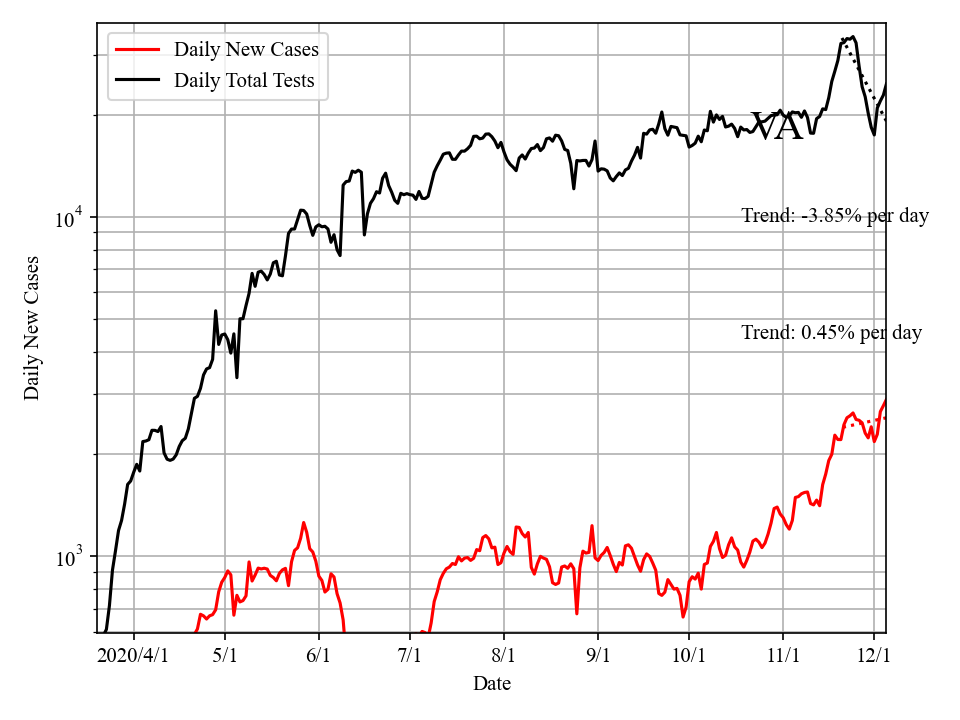 Daily New Cases
Daily Total Tests
VA
Trend: -3.85% per day
Trend: 0.45% per day
10^4
10^3
Daily New Cases
2020/4/1 5/1 6/1 7/1 8/1 9/1 10/1 11/1 12/1
Date